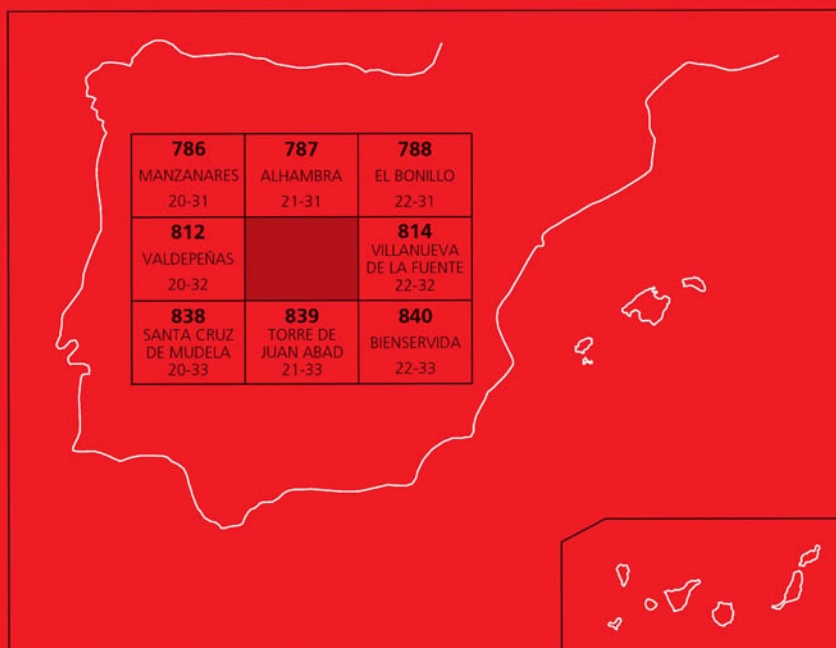 786
MANZANARES
20-31
787
ALHAMBRA
21-31
788
EL BONILLO
22-31
812
VALDEPEÑAS
20-32
814
VILLANUEVA
DE LA FUENTE
22-32
838
SANTA CRUZ
DE MUDELA
20-33
839
TORRE DE
JUAN ABAD
21-33
840
BIENSERVIDA
22-33